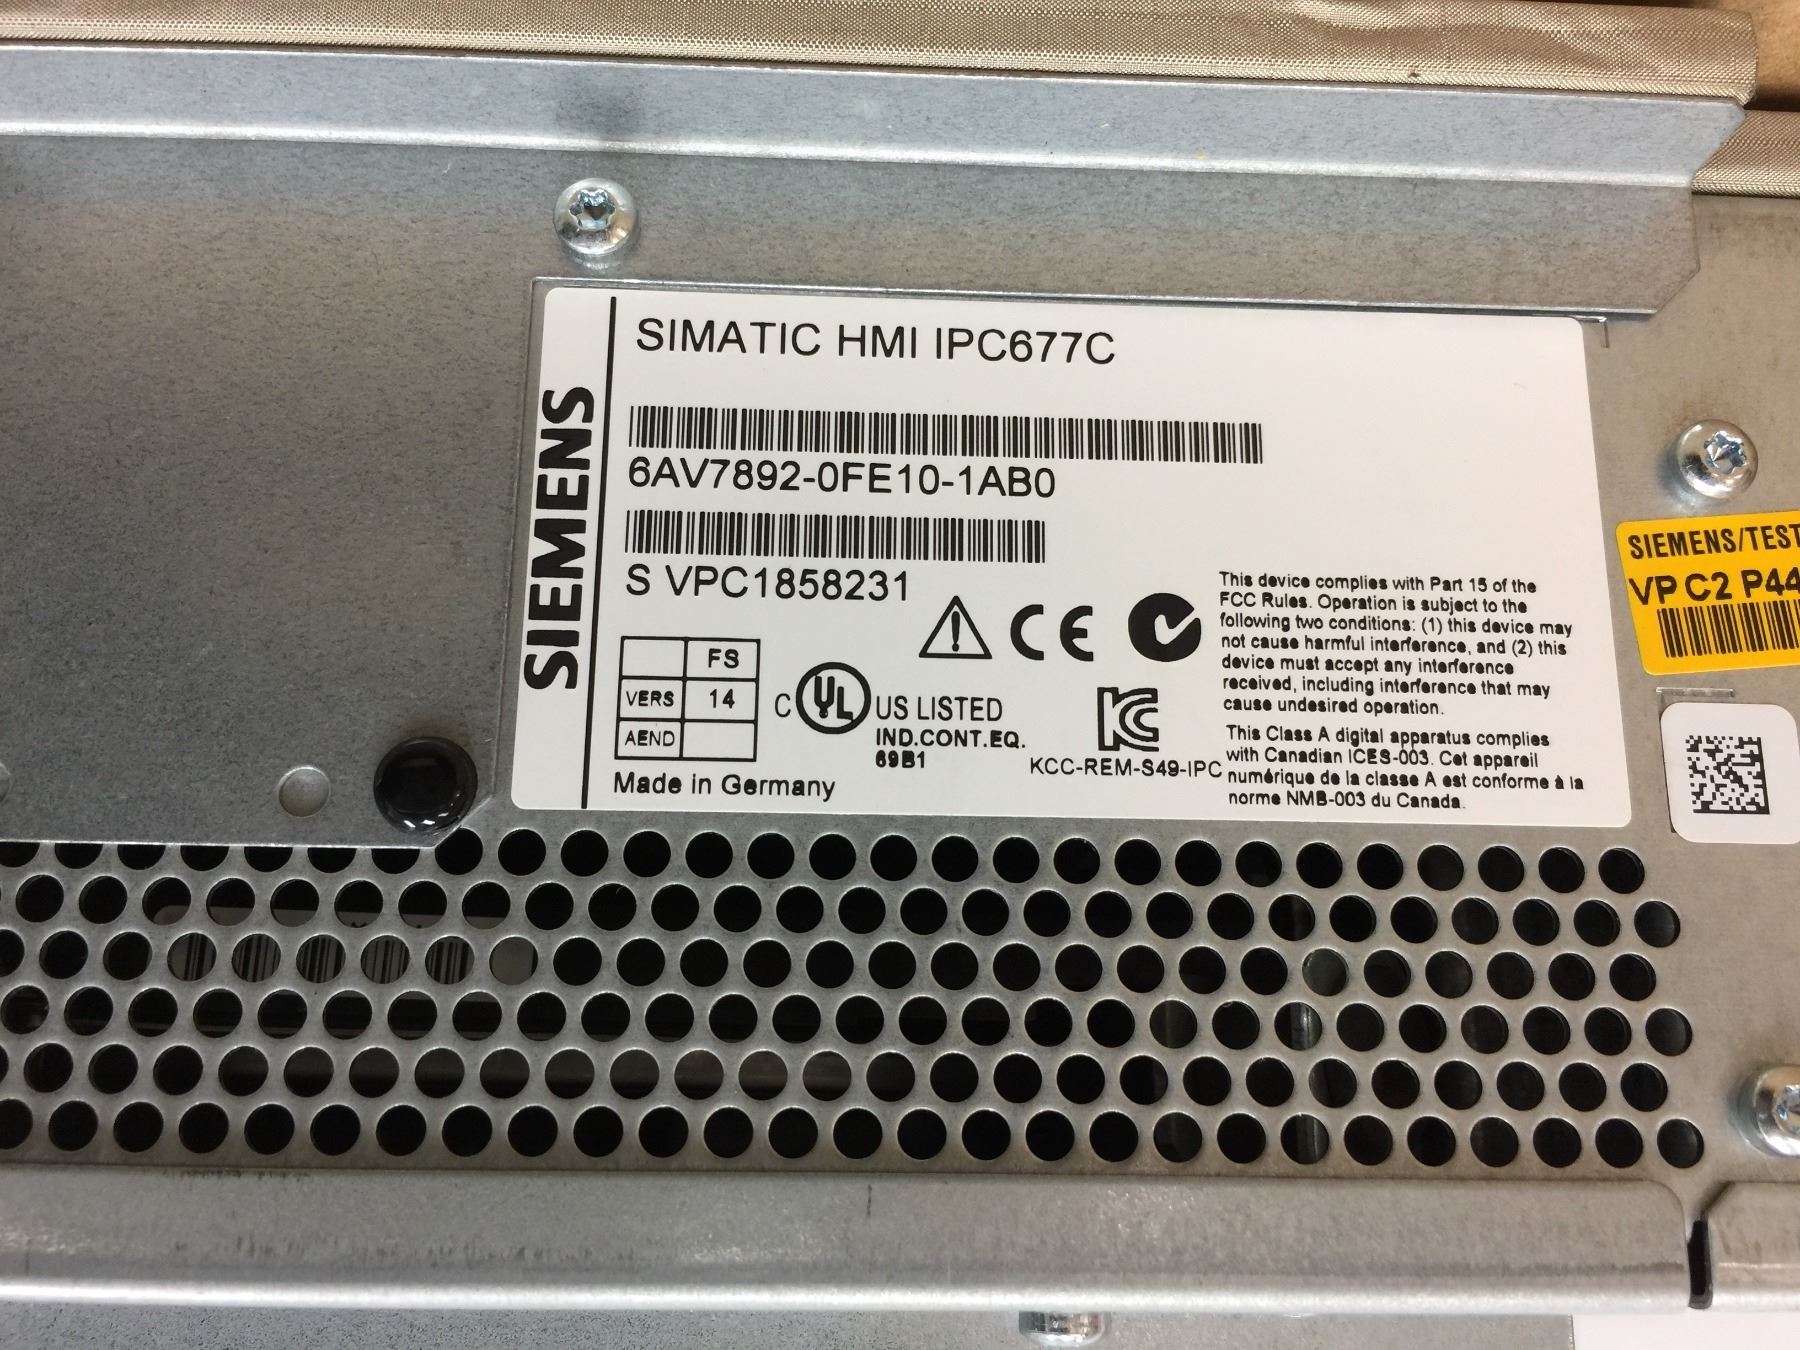 SIEMENS
SIMATIC HMI IPC677C
6AV7892-0FE10-1AB0
S VPC1858231
FS
VERS 14
AEND
Made in Germany
C UL US LISTED
IND.CONT.EQ.
69B1
CE
KCC-REM-S49-IPC
This device complies with Part 15 of the
FCC Rules. Operation is subject to the
following two conditions: (1) this device may
not cause harmful interference, and (2) this
device must accept any interference
received, including interference that may
cause undesired operation.
This Class A digital apparatus complies
with Canadian ICES-003. Cet appareil
numérique de la classe A est conforme à la
norme NMB-003 du Canada.
SIEMENS/TEST
VP C2 P44